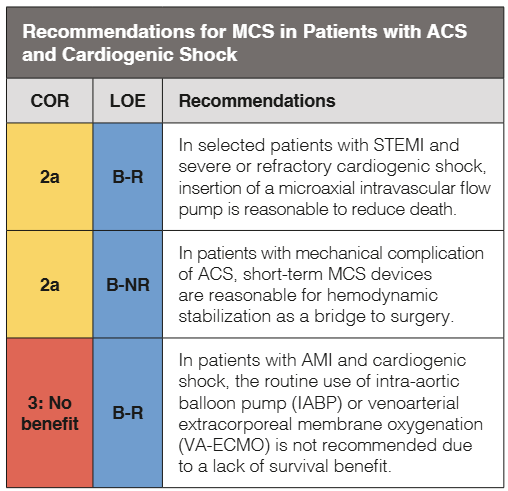 Recommendations for MCS in Patients with ACS
and Cardiogenic Shock
COR LOE Recommendations
2a
B-R
In selected patients with STEMI and
severe or refractory cardiogenic shock,
insertion of a microaxial intravascular flow
pump is reasonable to reduce death.
2a
B-NR
In patients with mechanical complication
of ACS, short-term MCS devices
are reasonable for hemodynamic
stabilization as a bridge to surgery.
3: No
benefit
B-R
In patients with AMI and cardiogenic
shock, the routine use of intra-aortic
balloon pump (IABP) or venoarterial
extracorporeal membrane oxygenation
(VA-ECMO) is not recommended due
to a lack of survival benefit.